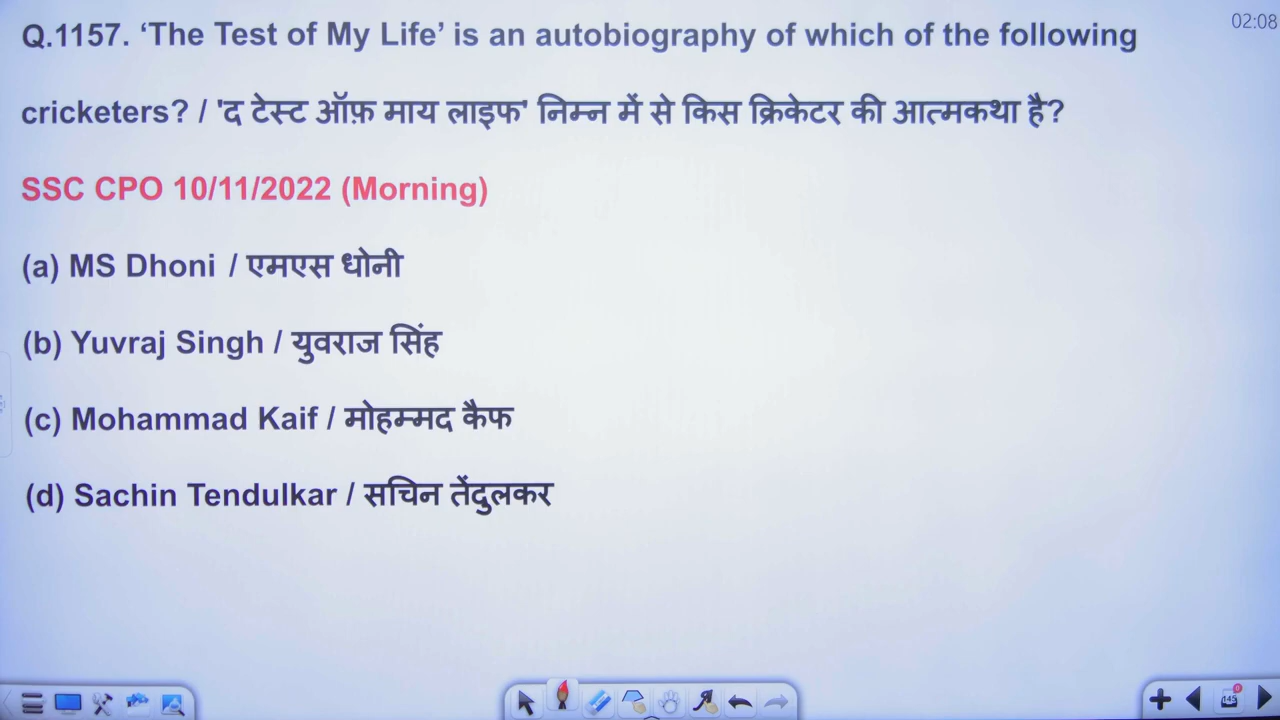 02:08
Q.1157. ‘The Test of My Life’ is an autobiography of which of the following
cricketers? / 'द टेस्ट ऑफ़ माय लाइफ' निम्न में से किस क्रिकेटर की आत्मकथा है?
SSC CPO 10/11/2022 (Morning)
(a) MS Dhoni / एमएस धोनी
(b) Yuvraj Singh / युवराज सिंह
(c) Mohammad Kaif / मोहम्मद कैफ
(d) Sachin Tendulkar / सचिन तेंदुलकर
145